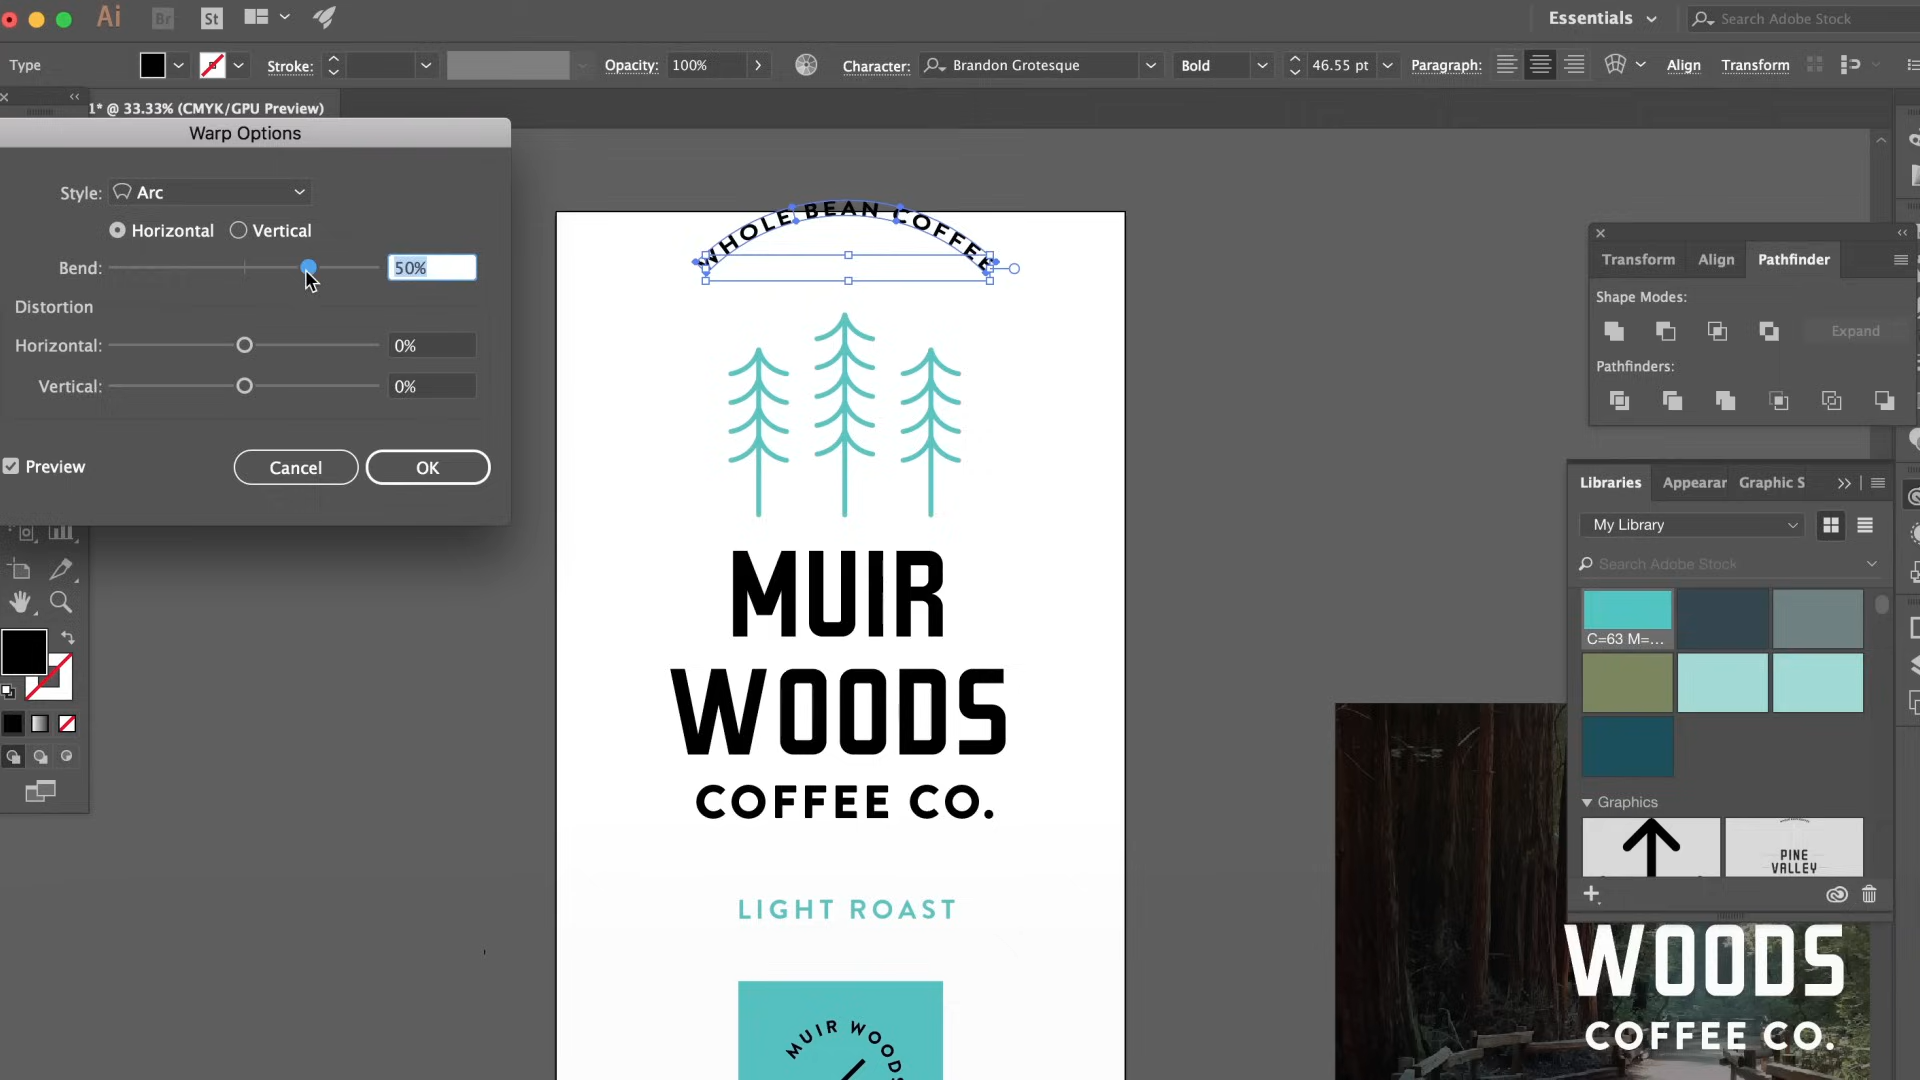 Ai Br St Essentials Search Adobe Stock
Type Stroke: Opacity: 100% Character: Brandon Grotesque Bold 46.55 pt Paragraph: Align Transform
1* @ 33.33% (CMYK/GPU Preview)
Warp Options
Style: Arc
Horizontal Vertical
Bend: 50%
Distortion
Horizontal: 0%
Vertical: 0%
Preview Cancel OK
WHOLE BEAN COFFEE
MUIR
WOODS
COFFEE CO.
LIGHT ROAST
MUIR WOODS
Transform Align Pathfinder
Shape Modes:
Expand
Pathfinders:
Libraries Appearar Graphic S
My Library
Search Adobe Stock
C=63 M=...
Graphics
PINE
VALLEY
WOODS
COFFEE CO.